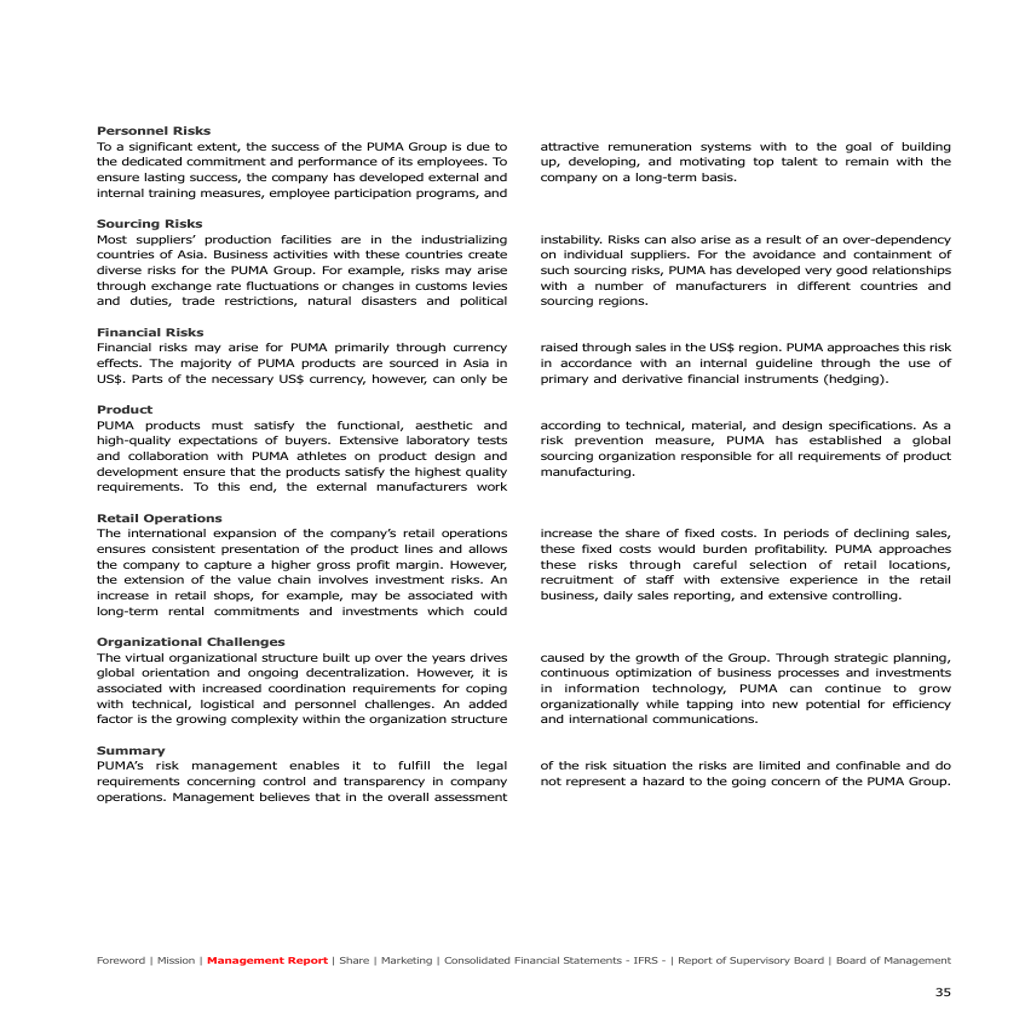 Personnel Risks
To a significant extent, the success of the PUMA Group is due to
the dedicated commitment and performance of its employees. To
ensure lasting success, the company has developed external and
internal training measures, employee participation programs, and
attractive remuneration systems with to the goal of building
up, developing, and motivating top talent to remain with the
company on a long-term basis.
Sourcing Risks
Most suppliers’ production facilities are in the industrializing
countries of Asia. Business activities with these countries create
diverse risks for the PUMA Group. For example, risks may arise
through exchange rate fluctuations or changes in customs levies
and duties, trade restrictions, natural disasters and political
instability. Risks can also arise as a result of an over-dependency
on individual suppliers. For the avoidance and containment of
such sourcing risks, PUMA has developed very good relationships
with a number of manufacturers in different countries and
sourcing regions.
Financial Risks
Financial risks may arise for PUMA primarily through currency
effects. The majority of PUMA products are sourced in Asia in
US$. Parts of the necessary US$ currency, however, can only be
raised through sales in the US$ region. PUMA approaches this risk
in accordance with an internal guideline through the use of
primary and derivative financial instruments (hedging).
Product
PUMA products must satisfy the functional, aesthetic and
high-quality expectations of buyers. Extensive laboratory tests
and collaboration with PUMA athletes on product design and
development ensure that the products satisfy the highest quality
requirements. To this end, the external manufacturers work
according to technical, material, and design specifications. As a
risk prevention measure, PUMA has established a global
sourcing organization responsible for all requirements of product
manufacturing.
Retail Operations
The international expansion of the company’s retail operations
ensures consistent presentation of the product lines and allows
the company to capture a higher gross profit margin. However,
the extension of the value chain involves investment risks. An
increase in retail shops, for example, may be associated with
long-term rental commitments and investments which could
increase the share of fixed costs. In periods of declining sales,
these fixed costs would burden profitability. PUMA approaches
these risks through careful selection of retail locations,
recruitment of staff with extensive experience in the retail
business, daily sales reporting, and extensive controlling.
Organizational Challenges
The virtual organizational structure built up over the years drives
global orientation and ongoing decentralization. However, it is
associated with increased coordination requirements for coping
with technical, logistical and personnel challenges. An added
factor is the growing complexity within the organization structure
caused by the growth of the Group. Through strategic planning,
continuous optimization of business processes and investments
in information technology, PUMA can continue to grow
organizationally while tapping into new potential for efficiency
and international communications.
Summary
PUMA’s risk management enables it to fulfill the legal
requirements concerning control and transparency in company
operations. Management believes that in the overall assessment
of the risk situation the risks are limited and confinable and do
not represent a hazard to the going concern of the PUMA Group.
Foreword | Mission | Management Report | Share | Marketing | Consolidated Financial Statements - IFRS - | Report of Supervisory Board | Board of Management
35